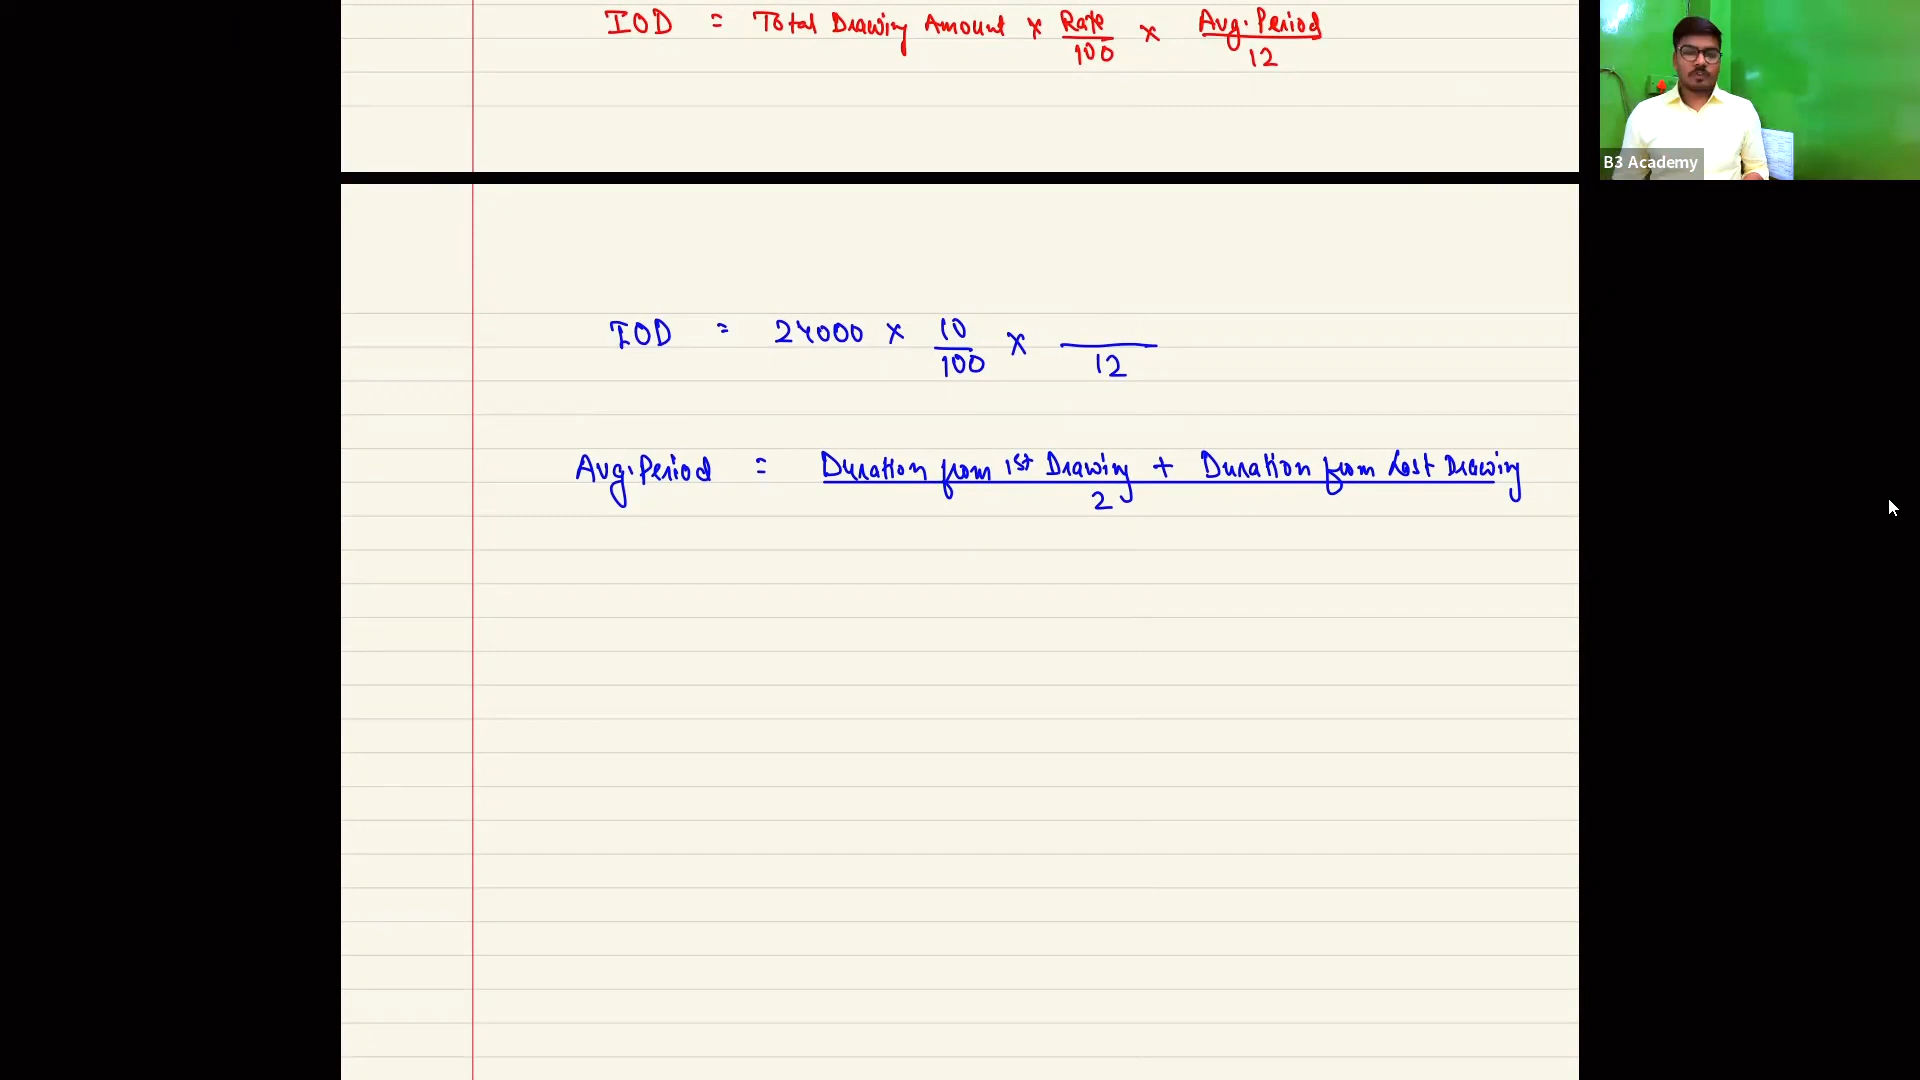 IOD = Total Drawing Amount × Rate/100 × Avg. Period/12
B3 Academy
IOD = 24000 × 10/100 × /12
Avg. Period = Duration from 1st Drawing + Duration from Last Drawing
2